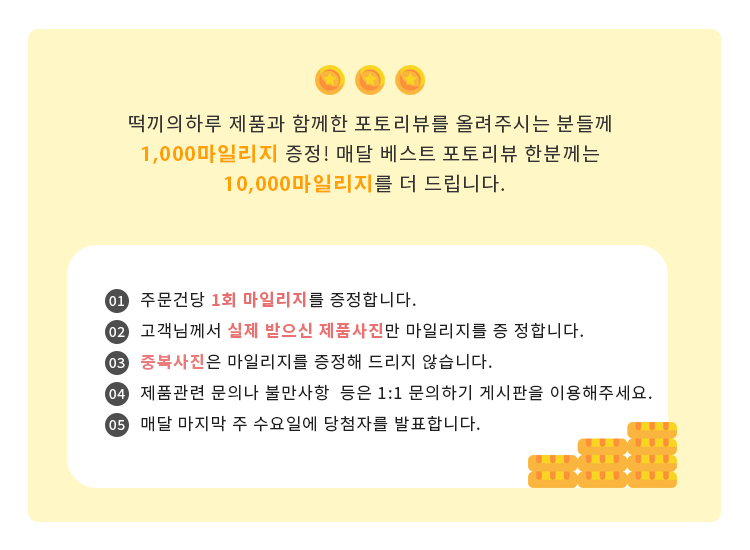 떡끼의하루 제품과 함께한 포토리뷰를 올려주시는 분들께
1,000마일리지 증정! 매달 베스트 포토리뷰 한분께는
10,000마일리지를 더 드립니다.
01 주문건당 1회 마일리지를 증정합니다.
02 고객님께서 실제 받으신 제품사진만 마일리지를 증 정합니다.
03 중복사진은 마일리지를 증정해 드리지 않습니다.
04 제품관련 문의나 불만사항  등은 1:1 문의하기 게시판을 이용해주세요.
05 매달 마지막 주 수요일에 당첨자를 발표합니다.